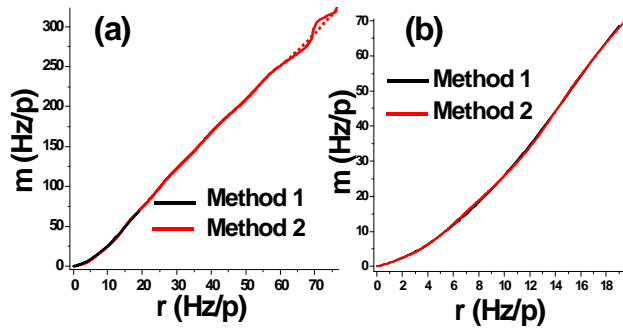 (a)
300
250
200
150
100
50
0
m (Hz/p)
Method 1
Method 2
0 10 20 30 40 50 60 70
r (Hz/p)
(b)
70
60
50
40
30
20
10
0
m (Hz/p)
Method 1
Method 2
0 2 4 6 8 10 12 14 16 18
r (Hz/p)